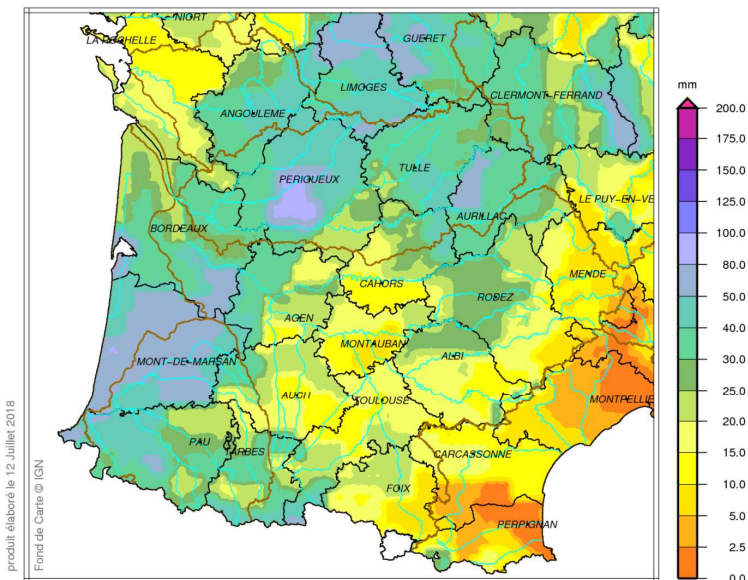 NIORT
LA ROCHELLE
GUERET
LIMOGES
CLERMONT-FERRAND
ANGOULEME
PERIGUEUX
TULLE
LE PUY-EN-VE
AURILLAC
BORDEAUX
MENDE
CAHORS
RODEZ
AGEN
MONTAUBAN
ALBI
MONT-DE-MARSAN
AUCH
TOULOUSE
MONTPELLIE
PAU
TARBES
CARCASSONNE
FOIX
PERPIGNAN
mm
200.0
175.0
150.0
125.0
100.0
80.0
60.0
50.0
40.0
30.0
25.0
20.0
15.0
10.0
5.0
2.5
0.0
produit élaboré le 12 Juillet 2018
Fond de Carte © IGN